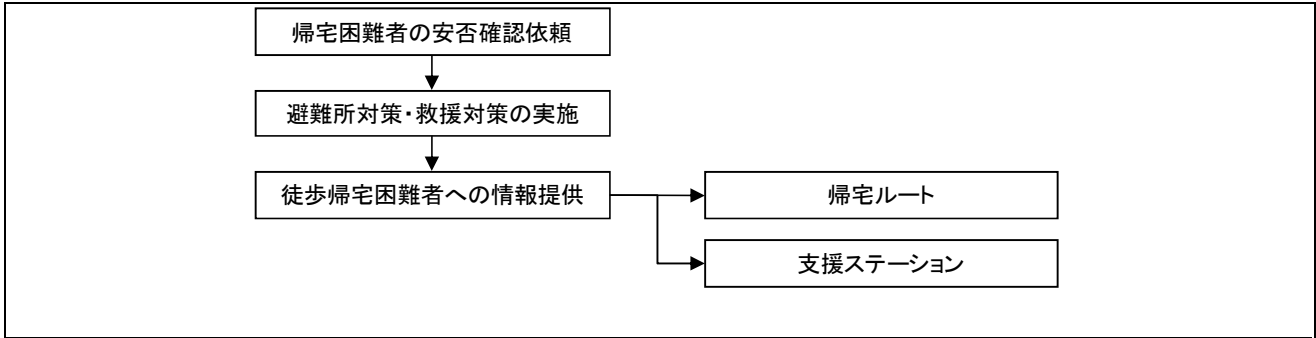 帰宅困難者の安否確認依頼
避難所対策・救援対策の実施
徒歩帰宅困難者への情報提供
帰宅ルート
支援ステーション